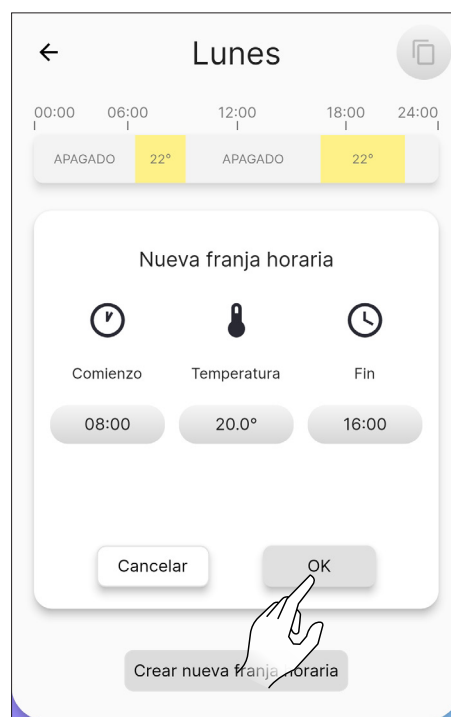 Lunes
00:00 06:00 12:00 18:00 24:00
APAGADO 22° APAGADO 22°
Nueva franja horaria
Comienzo Temperatura Fin
08:00 20.0° 16:00
Cancelar OK
Crear nueva franja horaria